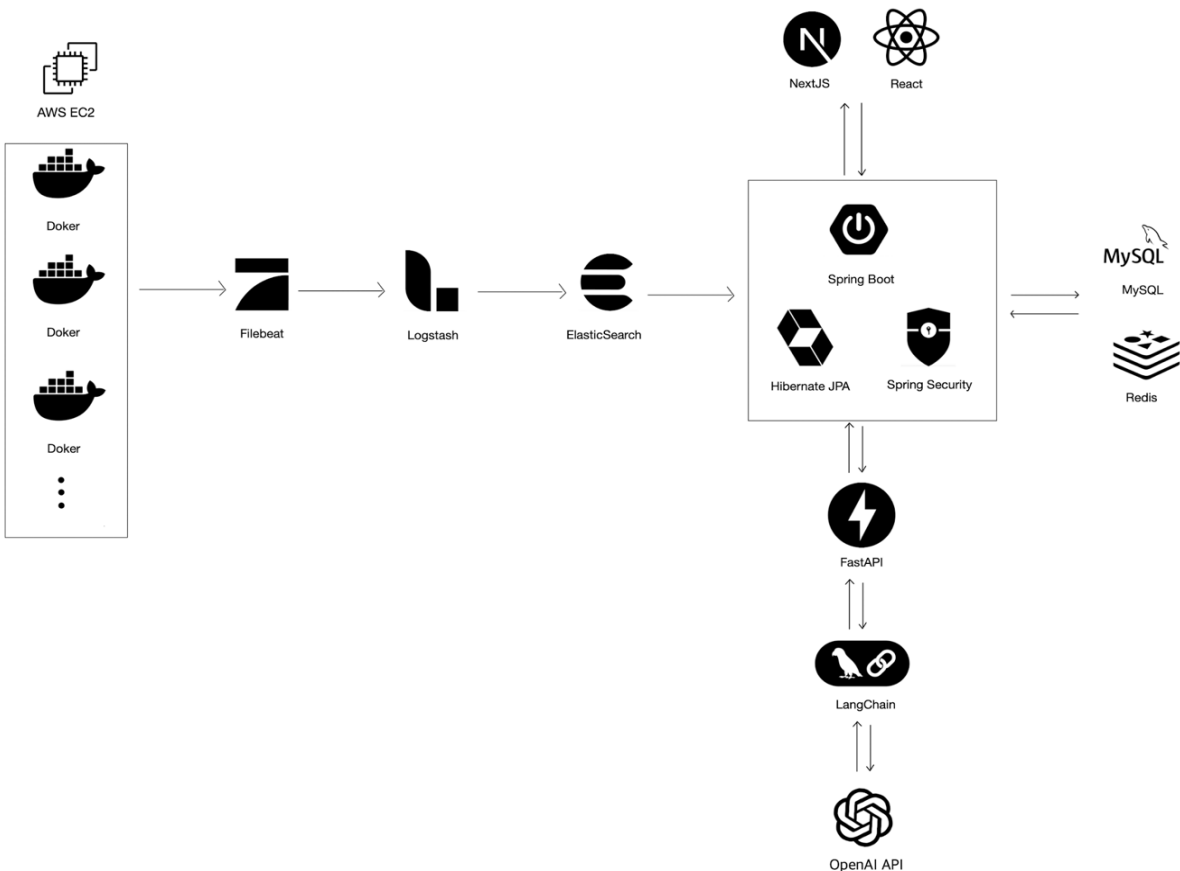 NextJS
React
AWS EC2
Doker
Doker
Doker
Filebeat
Logstash
ElasticSearch
Spring Boot
Hibernate JPA
Spring Security
MySQL
MySQL
Redis
FastAPI
LangChain
OpenAI API